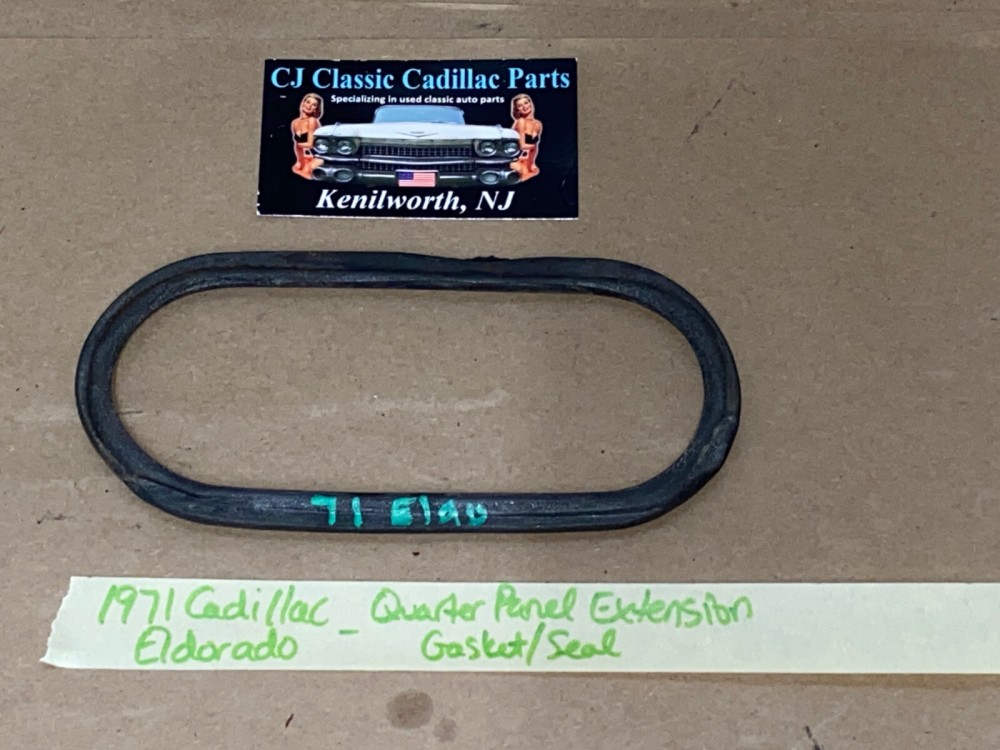 CJ Classic Cadillac Parts
Specializing in used classic auto parts
Kenilworth, NJ
71 Eldo
1971 Cadillac - Quarter Panel Extension
Eldorado Gasket/Seal